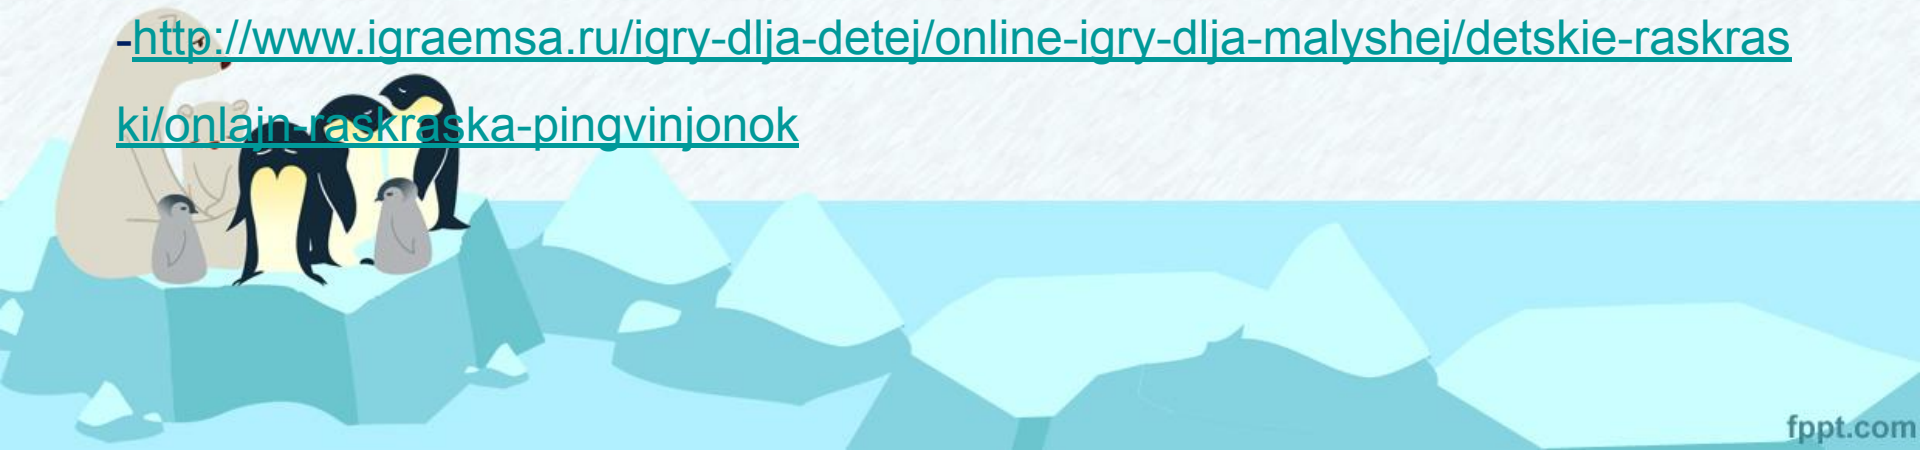 -http://www.igraemsa.ru/igry-dlja-detej/online-igry-dlja-malyshej/detskie-raskras
ki/onlajn-raskraska-pingvinjonok
fppt.com